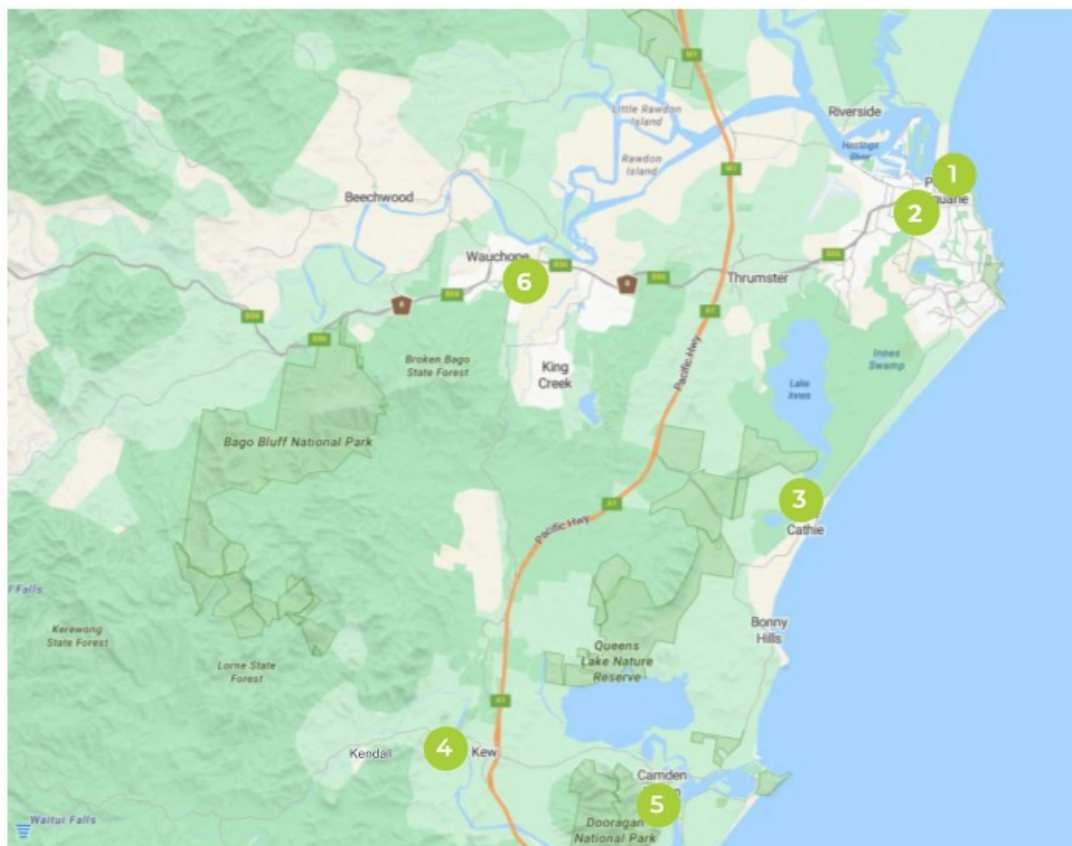 M1
Riverside
Little Rawdon
Island
Hastings
River
Rawdon
Island
M1
1
Beechwood
2
Wauchope
B56
B56
B56
Thrumster
6
8
8
B56
A1
B56
B56
Innes
Swamp
Broken Bago
State Forest
King
Creek
Pacific Hwy
Lake
Innes
Bago Bluff National Park
3
A1
Pacific Hwy
Cathie
Falls
Kerewong
State Forest
Bonny
Hills
Lorne State
Forest
Queens
Lake Nature
Reserve
A1
Kendall
4
Kew
Camden
5
Waitui Falls
Dooragan
National Park